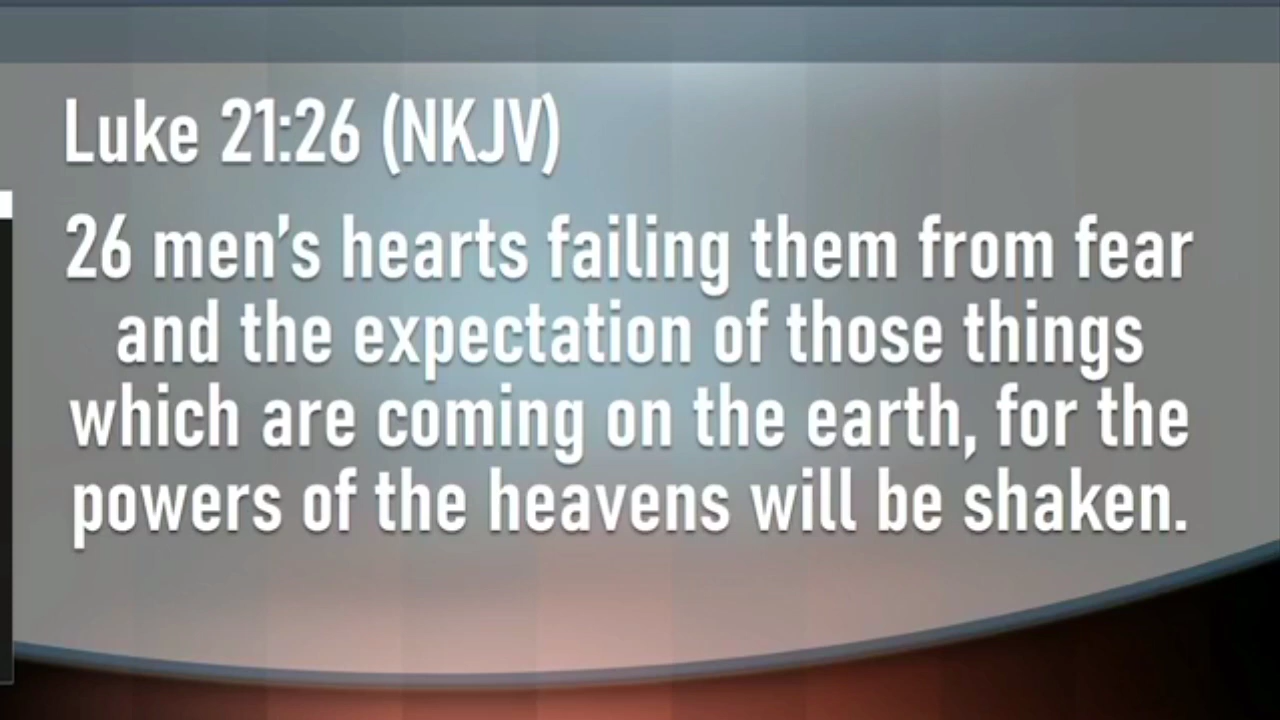 Luke 21:26 (NKJV)
26 men’s hearts failing them from fear
and the expectation of those things
which are coming on the earth, for the
powers of the heavens will be shaken.